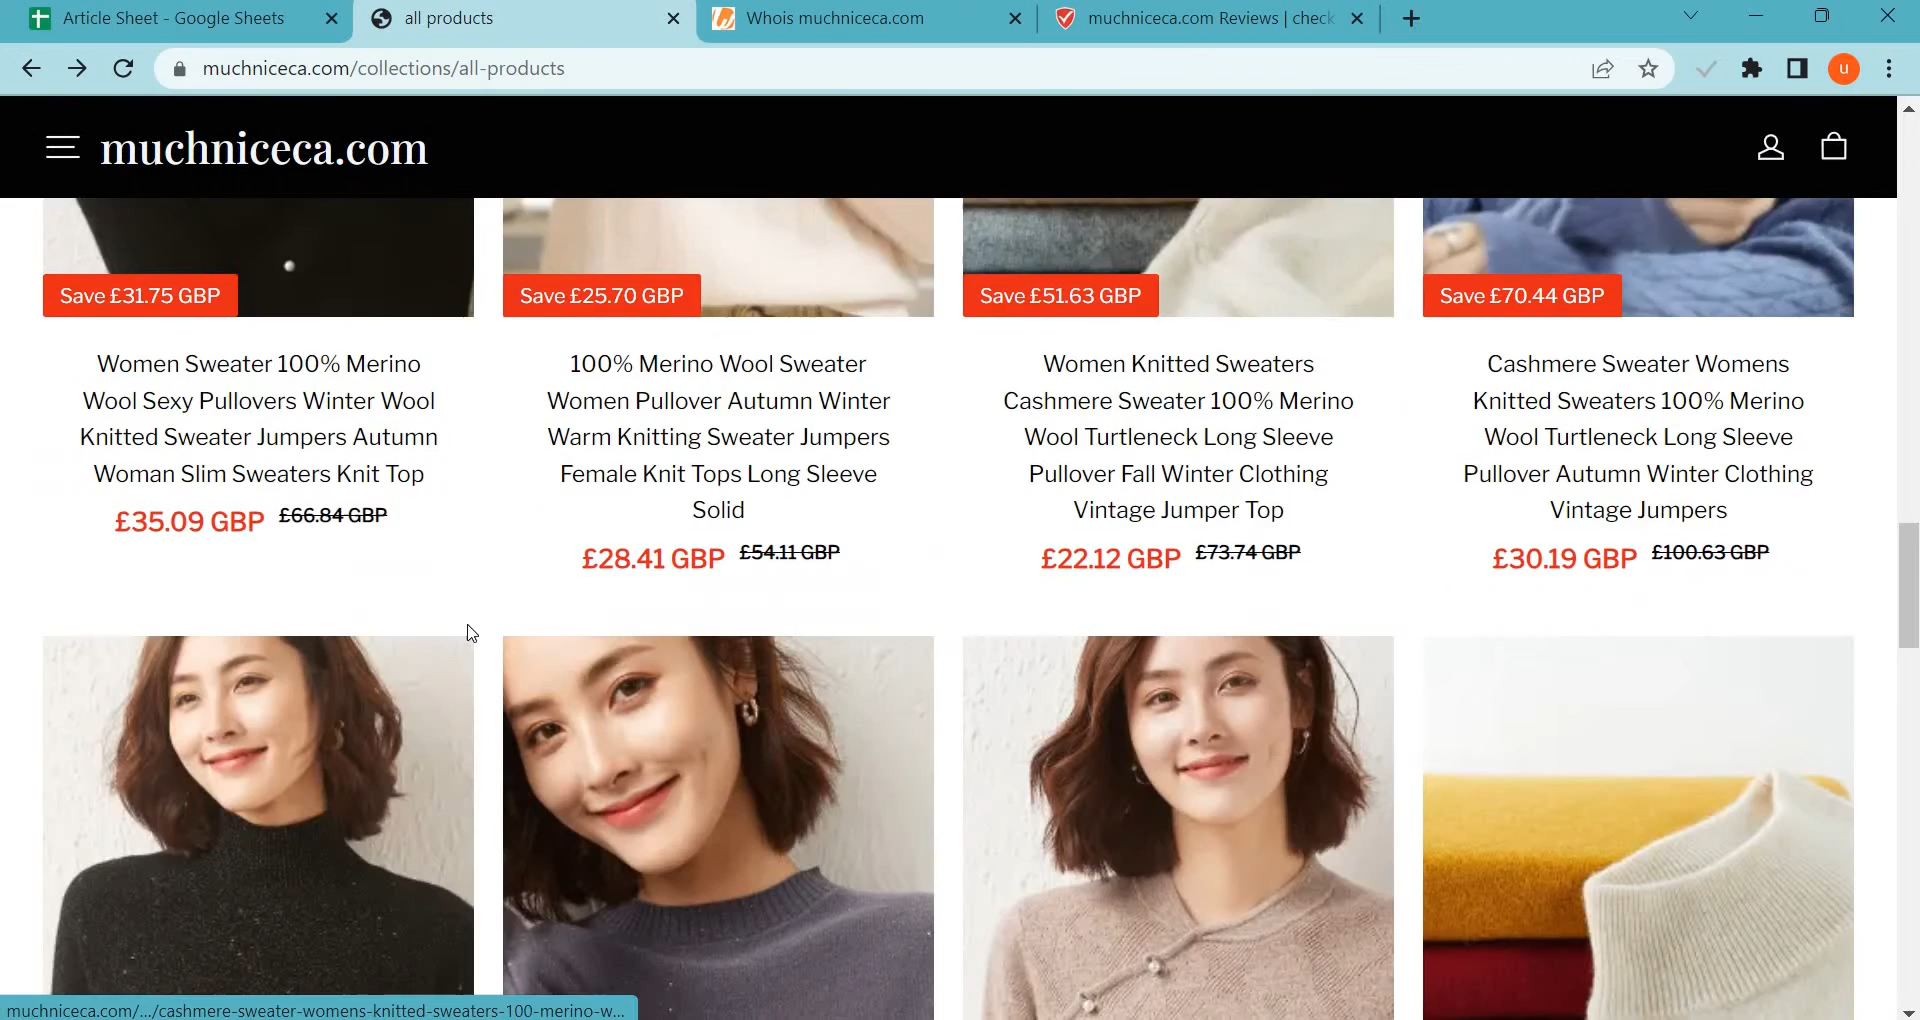 Article Sheet - Google Sheets
all products
Whois muchniceca.com
muchniceca.com Reviews | check
muchniceca.com/collections/all-products
u
muchniceca.com
Save £31.75 GBP
Save £25.70 GBP
Save £51.63 GBP
Save £70.44 GBP
Women Sweater 100% Merino
Wool Sexy Pullovers Winter Wool
Knitted Sweater Jumpers Autumn
Woman Slim Sweaters Knit Top
£35.09 GBP £66.84 GBP
100% Merino Wool Sweater
Women Pullover Autumn Winter
Warm Knitting Sweater Jumpers
Female Knit Tops Long Sleeve
Solid
£28.41 GBP £54.11 GBP
Women Knitted Sweaters
Cashmere Sweater 100% Merino
Wool Turtleneck Long Sleeve
Pullover Fall Winter Clothing
Vintage Jumper Top
£22.12 GBP £73.74 GBP
Cashmere Sweater Womens
Knitted Sweaters 100% Merino
Wool Turtleneck Long Sleeve
Pullover Autumn Winter Clothing
Vintage Jumpers
£30.19 GBP £100.63 GBP
muchniceca.com/.../cashmere-sweater-womens-knitted-sweaters-100-merino-w...